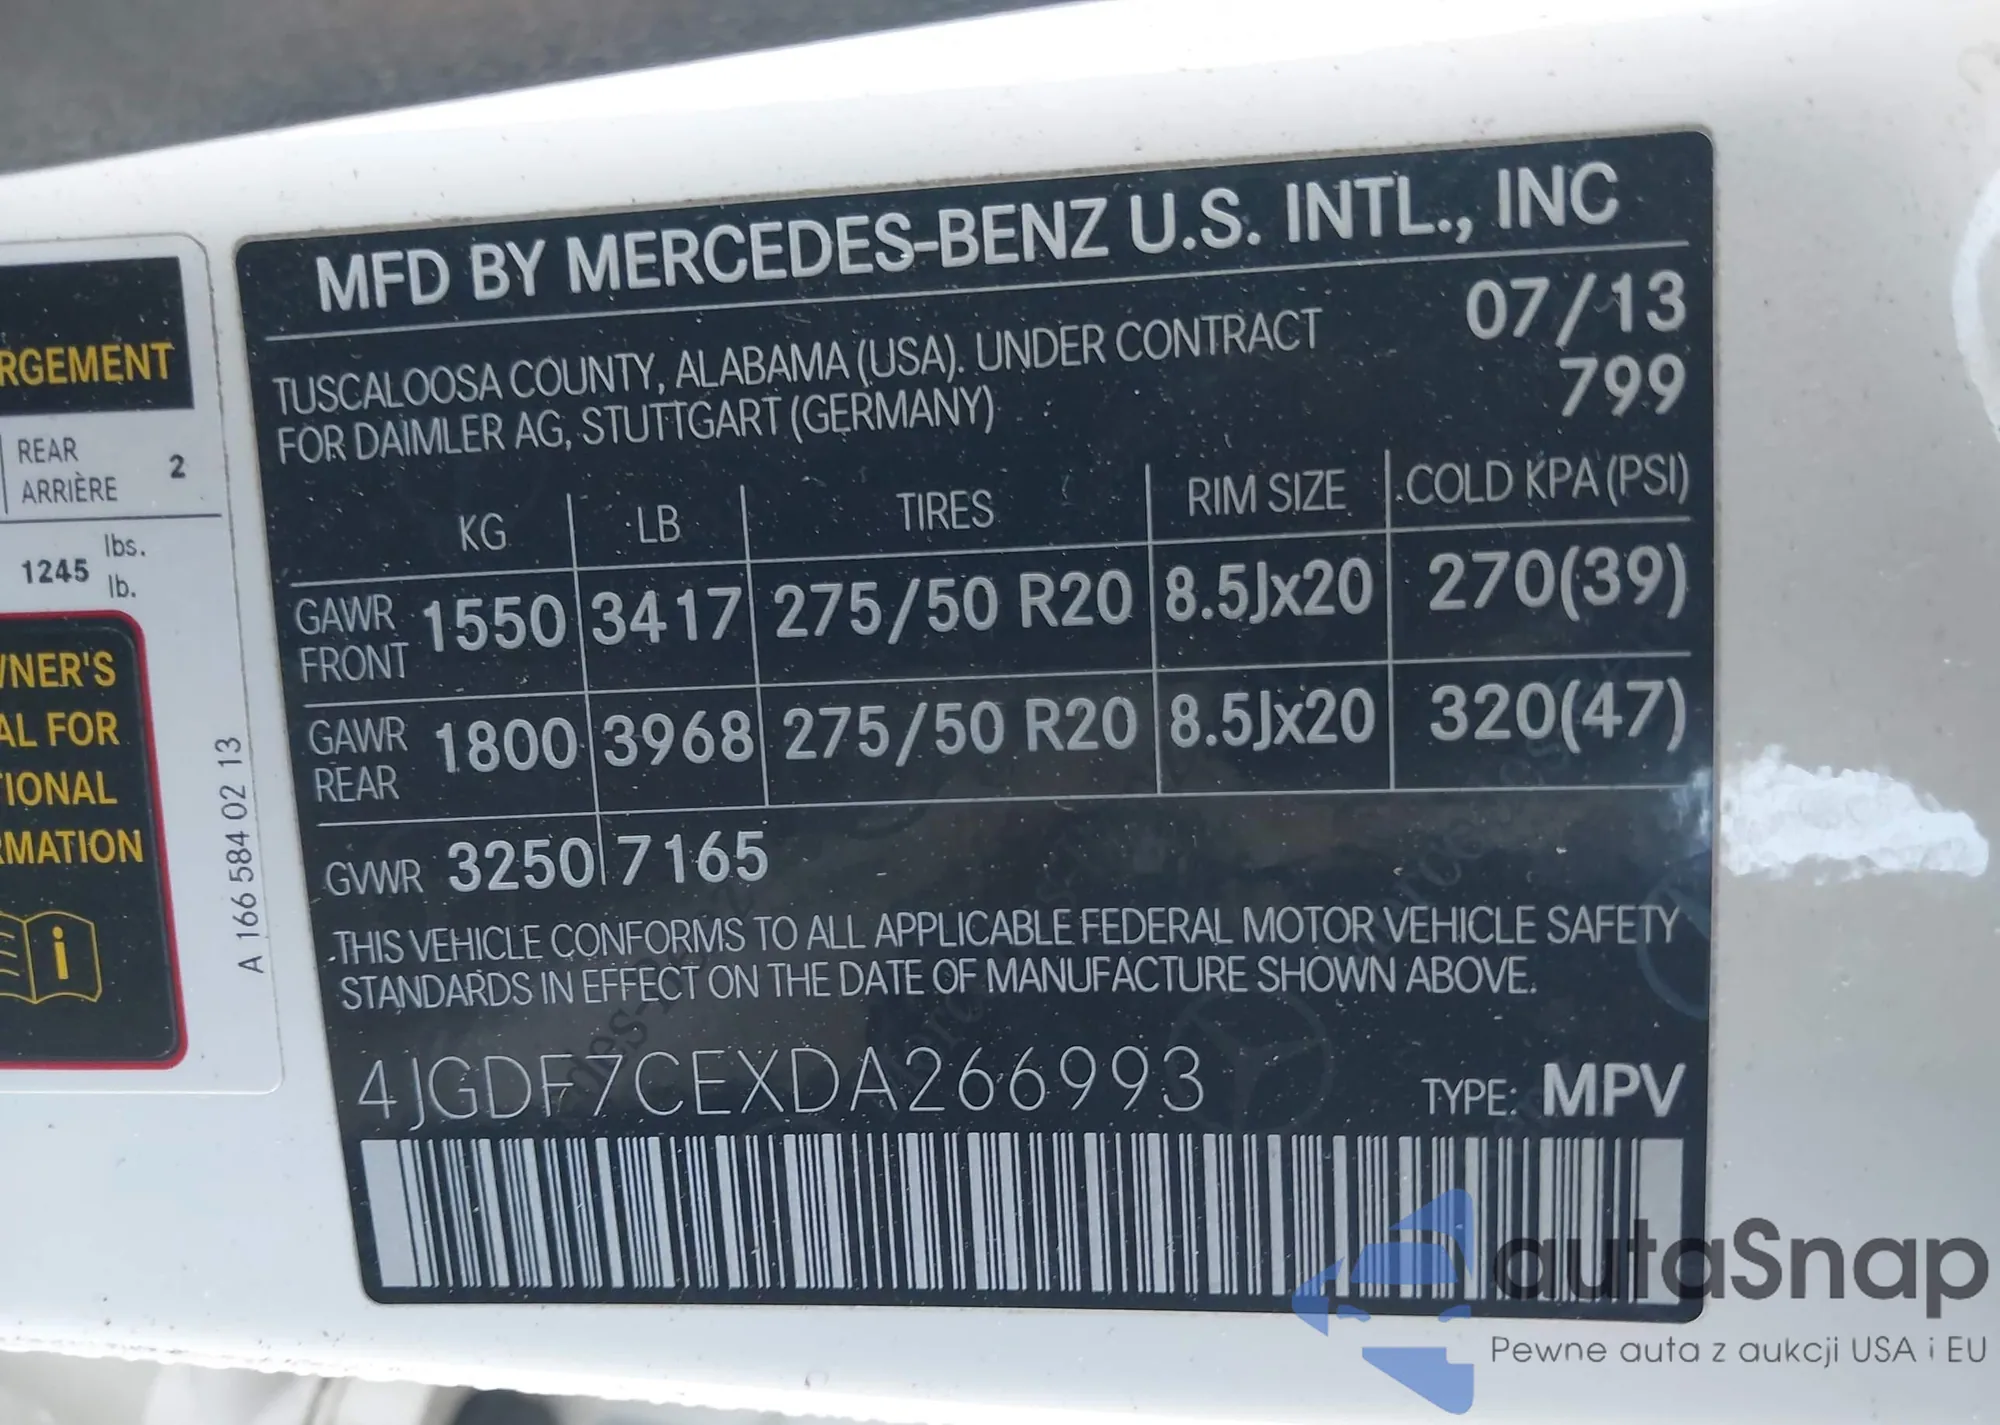 RGEMENT
REAR
ARRIÈRE 2
1245 lbs.
lb.
NER'S
AL FOR
IONAL
RMATION
A 166 584 02 13
MFD BY MERCEDES-BENZ U.S. INTL., INC
TUSCALOOSA COUNTY, ALABAMA (USA). UNDER CONTRACT 07/13
FOR DAIMLER AG, STUTTGART (GERMANY) 799
KG LB TIRES RIM SIZE COLD KPA (PSI)
GAWR FRONT 1550 3417 275/50 R20 8.5Jx20 270(39)
GAWR REAR 1800 3968 275/50 R20 8.5Jx20 320(47)
GVWR 3250 7165
THIS VEHICLE CONFORMS TO ALL APPLICABLE FEDERAL MOTOR VEHICLE SAFETY
STANDARDS IN EFFECT ON THE DATE OF MANUFACTURE SHOWN ABOVE.
4JGDF7CEXDA266993 TYPE: MPV
autaSnap
Pewne auta z aukcji USA i EU